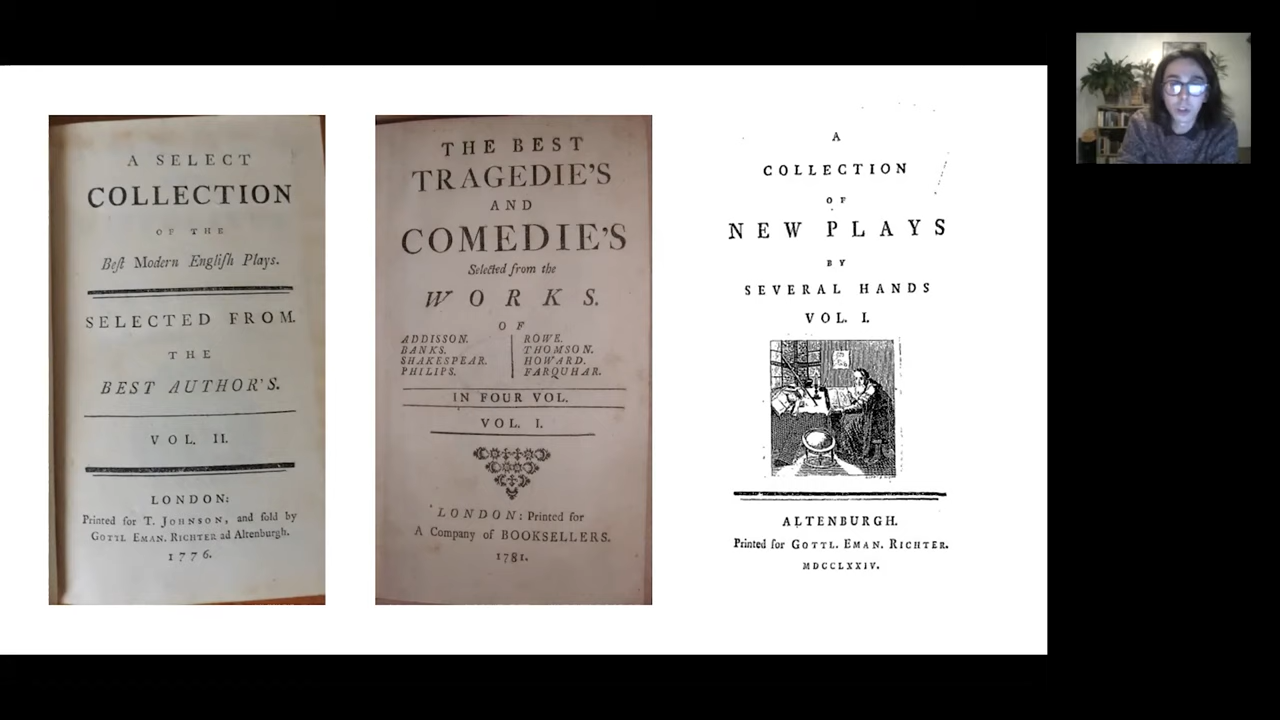 A SELECT
COLLECTION
OF THE
Beſt Modern Engliſh Plays.
SELECTED FROM.
THE
BEST AUTHOR'S.
VOL. II.
LONDON:
Printed for T. JOHNSON, and ſold by
GOTTL. EMAN. RICHTER ad Altenburgh.
1776.
THE BEST
TRAGEDIE'S
AND
COMEDIE'S
Selected from the
WORKS.
OF
ADDISSON.
BANKS.
SHAKESPEAR.
PHILIPS.
ROWE.
THOMSON.
HOWARD.
FARQUHAR.
IN FOUR VOL.
VOL. I.
LONDON: Printed for
A Company of BOOKSELLERS.
1781.
A
COLLECTION
OF
NEW PLAYS
BY
SEVERAL HANDS
VOL. I.
ALTENBURGH.
Printed for GOTTL. EMAN. RICHTER.
MDCCLXXIV.